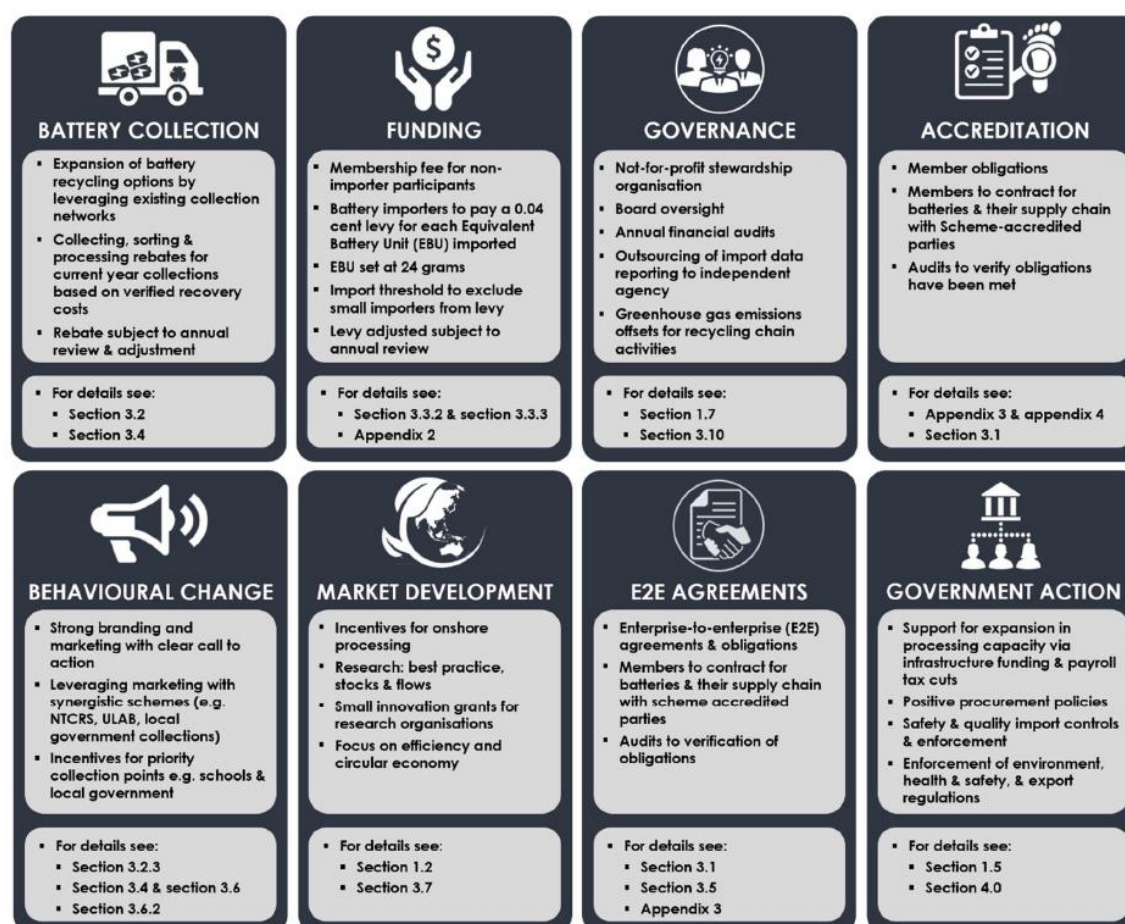 BATTERY COLLECTION
▪ Expansion of battery
recycling options by
leveraging existing collection
networks
▪ Collecting, sorting &
processing rebates for
current year collections
based on verified recovery
costs
▪ Rebate subject to annual
review & adjustment
▪ For details see:
▪ Section 3.2
▪ Section 3.4
$
FUNDING
▪ Membership fee for non-
importer participants
▪ Battery importers to pay a 0.04
cent levy for each Equivalent
Battery Unit (EBU) imported
▪ EBU set at 24 grams
▪ Import threshold to exclude
small importers from levy
▪ Levy adjusted subject to
annual review
▪ For details see:
▪ Section 3.3.2 & section 3.3.3
▪ Appendix 2
GOVERNANCE
▪ Not-for-profit stewardship
organisation
▪ Board oversight
▪ Annual financial audits
▪ Outsourcing of import data
reporting to independent
agency
▪ Greenhouse gas emissions
offsets for recycling chain
activities
▪ For details see:
▪ Section 1.7
▪ Section 3.10
ACCREDITATION
▪ Member obligations
▪ Members to contract for
batteries & their supply chain
with Scheme-accredited
parties
▪ Audits to verify obligations
have been met
▪ For details see:
▪ Appendix 3 & appendix 4
▪ Section 3.1
BEHAVIOURAL CHANGE
▪ Strong branding and
marketing with clear call to
action
▪ Leveraging marketing with
synergistic schemes (e.g.
NTCRS, ULAB, local
government collections)
▪ Incentives for priority
collection points e.g. schools &
local government
▪ For details see:
▪ Section 3.2.3
▪ Section 3.4 & section 3.6
▪ Section 3.6.2
MARKET DEVELOPMENT
▪ Incentives for onshore
processing
▪ Research: best practice,
stocks & flows
▪ Small innovation grants for
research organisations
▪ Focus on efficiency and
circular economy
▪ For details see:
▪ Section 1.2
▪ Section 3.7
E2E AGREEMENTS
▪ Enterprise-to-enterprise (E2E)
agreements & obligations
▪ Members to contract for
batteries & their supply chain
with scheme accredited
parties
▪ Audits to verification of
obligations
▪ For details see:
▪ Section 3.1
▪ Section 3.5
▪ Appendix 3
GOVERNMENT ACTION
▪ Support for expansion in
processing capacity via
infrastructure funding & payroll
tax cuts
▪ Positive procurement policies
▪ Safety & quality import controls
& enforcement
▪ Enforcement of environment,
health & safety, & export
regulations
▪ For details see:
▪ Section 1.5
▪ Section 4.0